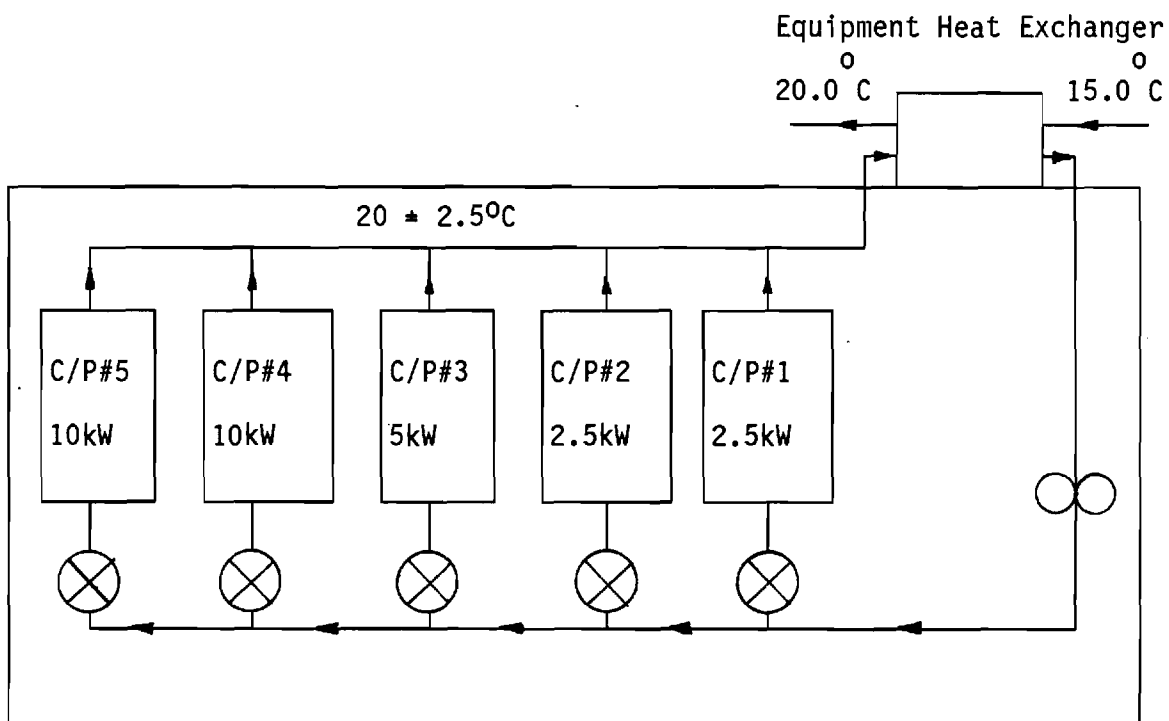 Equipment Heat Exchanger
20.0 °C
15.0 °C
20 ± 2.5°C
C/P#5
10kW
C/P#4
10kW
C/P#3
5kW
C/P#2
2.5kW
C/P#1
2.5kW